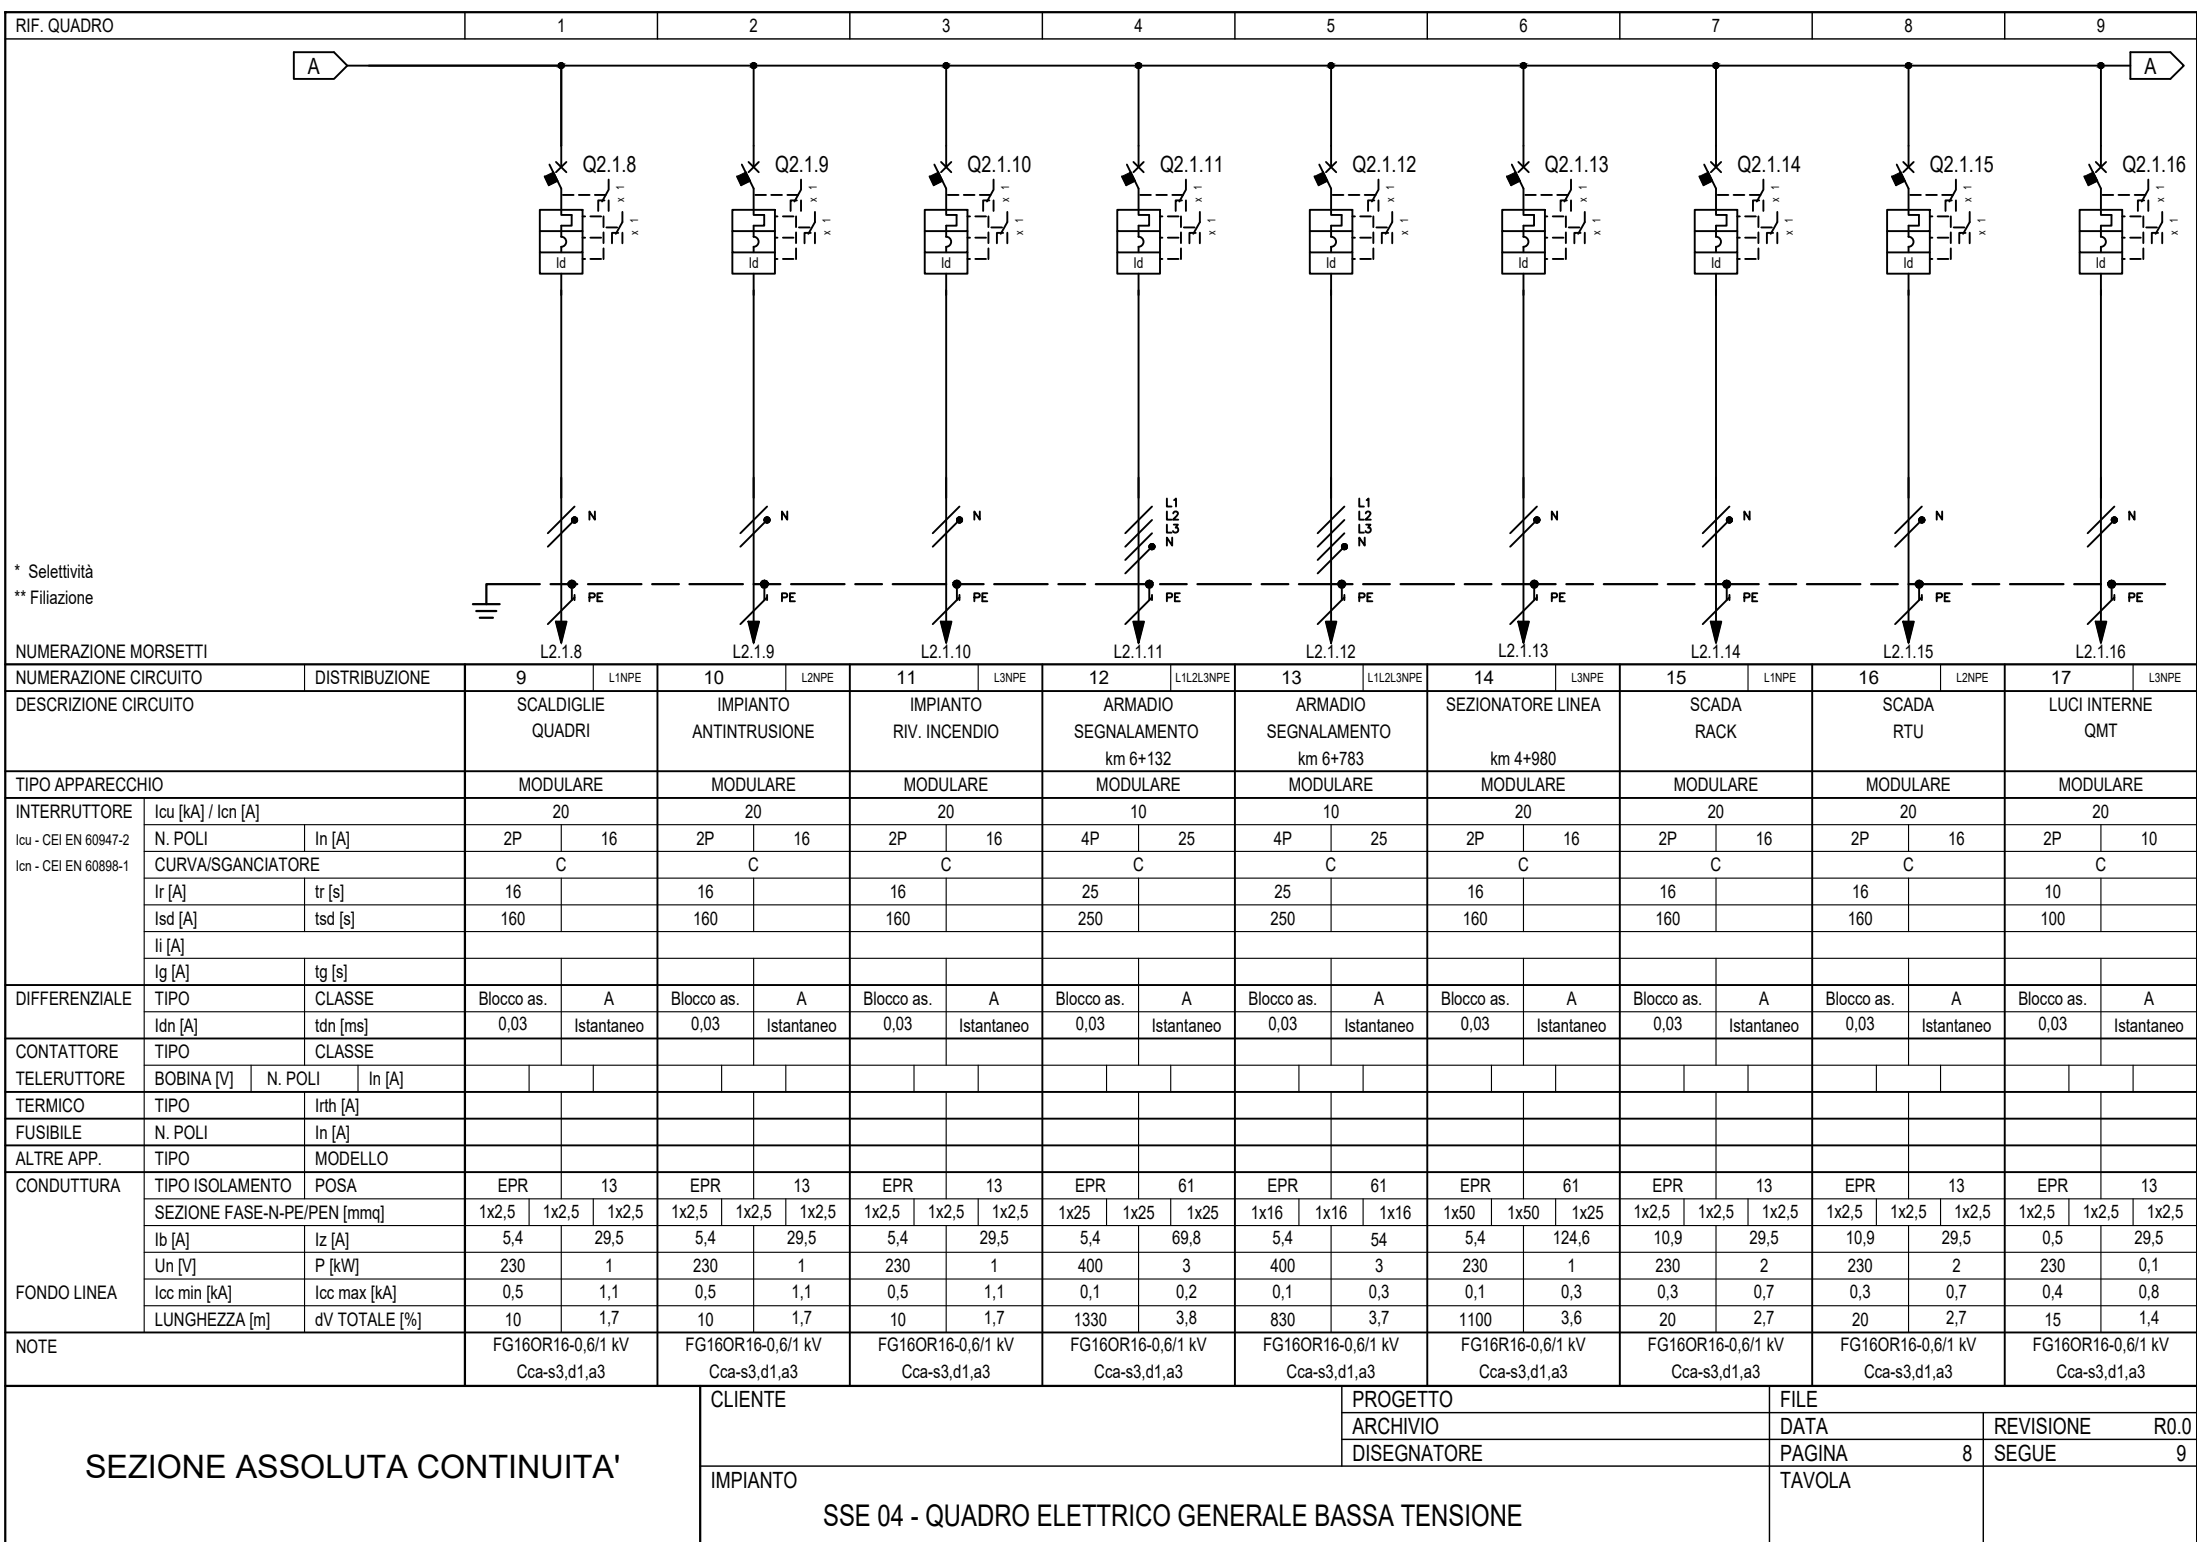 RIF. QUADRO 1 2 3 4 5 6 7 8 9
A A
Q2.1.8 Q2.1.9 Q2.1.10 Q2.1.11 Q2.1.12 Q2.1.13 Q2.1.14 Q2.1.15 Q2.1.16
Id Id Id Id Id Id Id Id Id
L1 L1
L2 L2
L3 L3
N N N N N N N N N
* Selettività
** Filiazione
PE PE PE PE PE PE PE PE PE
NUMERAZIONE MORSETTI L2.1.8 L2.1.9 L2.1.10 L2.1.11 L2.1.12 L2.1.13 L2.1.14 L2.1.15 L2.1.16
NUMERAZIONE CIRCUITO DISTRIBUZIONE 9 L1NPE 10 L2NPE 11 L3NPE 12 L1L2L3NPE 13 L1L2L3NPE 14 L3NPE 15 L1NPE 16 L2NPE 17 L3NPE
DESCRIZIONE CIRCUITO SCALDIGLIE IMPIANTO IMPIANTO ARMADIO ARMADIO SEZIONATORE LINEA SCADA SCADA LUCI INTERNE
QUADRI ANTINTRUSIONE RIV. INCENDIO SEGNALAMENTO SEGNALAMENTO RACK RTU QMT
km 6+132 km 6+783 km 4+980
TIPO APPARECCHIO MODULARE MODULARE MODULARE MODULARE MODULARE MODULARE MODULARE MODULARE MODULARE
INTERRUTTORE Icu [kA] / Icn [A] 20 20 20 10 10 20 20 20 20
Icu - CEI EN 60947-2 N. POLI In [A] 2P 16 2P 16 2P 16 4P 25 4P 25 2P 16 2P 16 2P 16 2P 10
Icn - CEI EN 60898-1 CURVA/SGANCIATORE C C C C C C C C C
Ir [A] tr [s] 16 16 16 25 25 16 16 16 10
Isd [A] tsd [s] 160 160 160 250 250 160 160 160 100
Ii [A]
Ig [A] tg [s]
DIFFERENZIALE TIPO CLASSE Blocco as. A Blocco as. A Blocco as. A Blocco as. A Blocco as. A Blocco as. A Blocco as. A Blocco as. A Blocco as. A
Idn [A] tdn [ms] 0,03 Istantaneo 0,03 Istantaneo 0,03 Istantaneo 0,03 Istantaneo 0,03 Istantaneo 0,03 Istantaneo 0,03 Istantaneo 0,03 Istantaneo 0,03 Istantaneo
CONTATTORE TIPO CLASSE
TELERUTTORE BOBINA [V] N. POLI In [A]
TERMICO TIPO Irth [A]
FUSIBILE N. POLI In [A]
ALTRE APP. TIPO MODELLO
CONDUTTURA TIPO ISOLAMENTO POSA EPR 13 EPR 13 EPR 13 EPR 61 EPR 61 EPR 61 EPR 13 EPR 13 EPR 13
SEZIONE FASE-N-PE/PEN [mmq] 1x2,5 1x2,5 1x2,5 1x2,5 1x2,5 1x2,5 1x2,5 1x2,5 1x2,5 1x25 1x25 1x25 1x16 1x16 1x16 1x50 1x50 1x25 1x2,5 1x2,5 1x2,5 1x2,5 1x2,5 1x2,5 1x2,5 1x2,5 1x2,5
Ib [A] Iz [A] 5,4 29,5 5,4 29,5 5,4 29,5 5,4 69,8 5,4 54 5,4 124,6 10,9 29,5 10,9 29,5 0,5 29,5
Un [V] P [kW] 230 1 230 1 230 1 400 3 400 3 230 1 230 2 230 2 230 0,1
FONDO LINEA Icc min [kA] Icc max [kA] 0,5 1,1 0,5 1,1 0,5 1,1 0,1 0,2 0,1 0,3 0,1 0,3 0,3 0,7 0,3 0,7 0,4 0,8
LUNGHEZZA [m] dV TOTALE [%] 10 1,7 10 1,7 10 1,7 1330 3,8 830 3,7 1100 3,6 20 2,7 20 2,7 15 1,4
NOTE FG16OR16-0,6/1 kV FG16OR16-0,6/1 kV FG16OR16-0,6/1 kV FG16OR16-0,6/1 kV FG16OR16-0,6/1 kV FG16R16-0,6/1 kV FG16OR16-0,6/1 kV FG16OR16-0,6/1 kV FG16OR16-0,6/1 kV
Cca-s3,d1,a3 Cca-s3,d1,a3 Cca-s3,d1,a3 Cca-s3,d1,a3 Cca-s3,d1,a3 Cca-s3,d1,a3 Cca-s3,d1,a3 Cca-s3,d1,a3 Cca-s3,d1,a3
SEZIONE ASSOLUTA CONTINUITA'
CLIENTE PROGETTO FILE
ARCHIVIO DATA REVISIONE R0.0
DISEGNATORE PAGINA 8 SEGUE 9
IMPIANTO TAVOLA
SSE 04 - QUADRO ELETTRICO GENERALE BASSA TENSIONE